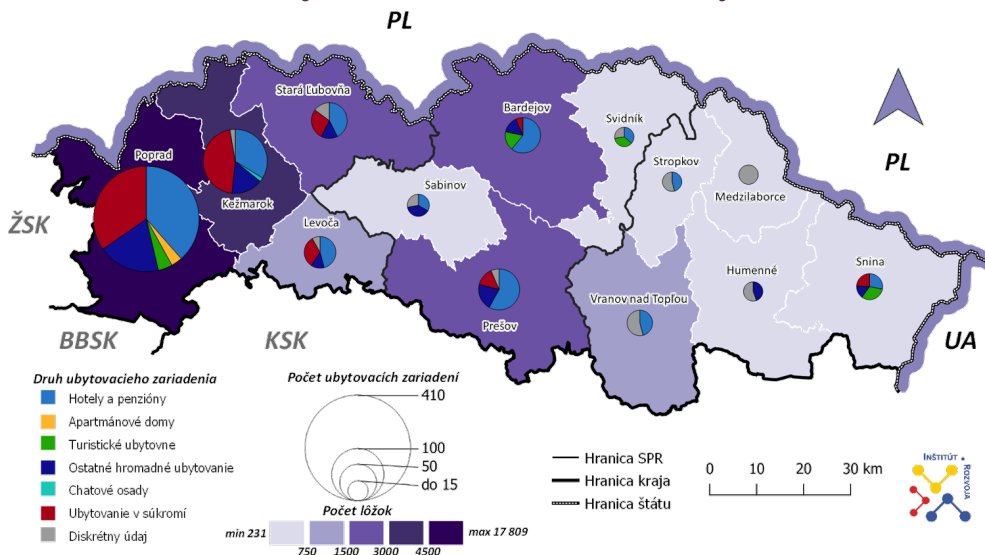 PL
Stará Ľubovňa
Bardejov
Svidník
Poprad
Stropkov
PL
Medzilaborce
Kežmarok
Sabinov
Levoča
ŽSK
Humenné
Snina
Vranov nad Topľou
Prešov
BBSK
KSK
UA
Druh ubytovacieho zariadenia
Hotely a penzióny
Apartmánové domy
Turistické ubytovne
Ostatné hromadné ubytovanie
Chatové osady
Ubytovanie v súkromí
Diskrétny údaj
Počet ubytovacích zariadení
410
100
50
do 15
Počet lôžok
min 231
max 17 809
750 1500 3000 4500
Hranica SPR
Hranica kraja
Hranica štátu
0 10 20 30 km
INŠTITÚT
ROZVOJA